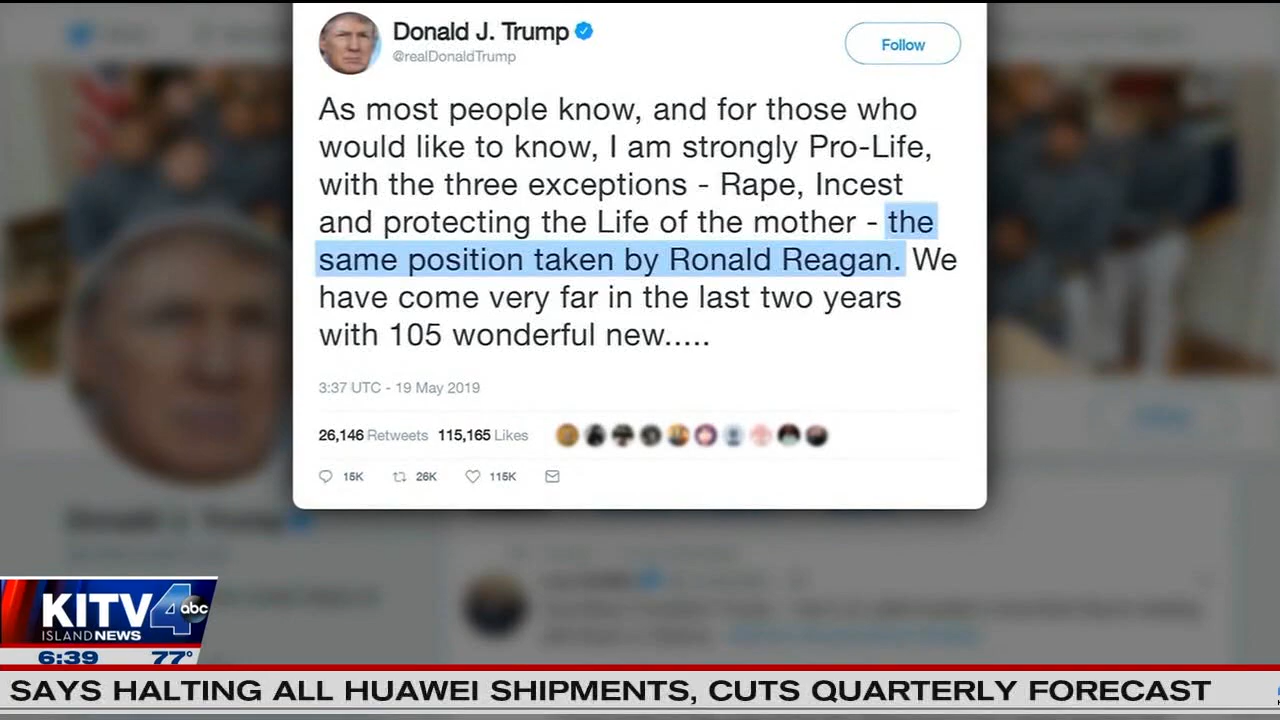 Donald J. Trump
@realDonaldTrump
Follow
As most people know, and for those who
would like to know, I am strongly Pro-Life,
with the three exceptions - Rape, Incest
and protecting the Life of the mother - the
same position taken by Ronald Reagan. We
have come very far in the last two years
with 105 wonderful new.....
3:37 UTC - 19 May 2019
26,146 Retweets 115,165 Likes
15K 26K 115K
KITV 4 abc
ISLAND NEWS
6:39 77°
SAYS HALTING ALL HUAWEI SHIPMENTS, CUTS QUARTERLY FORECAST